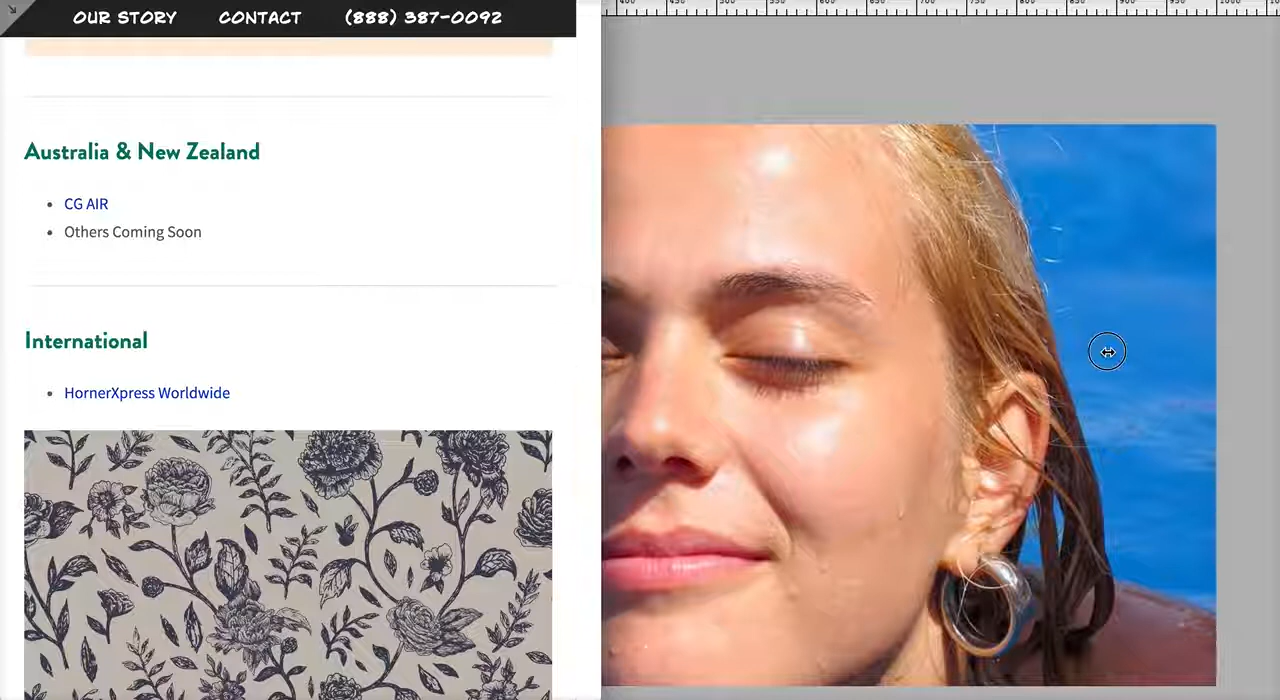 OUR STORY CONTACT (888) 387-0092
Australia & New Zealand
CG AIR
Others Coming Soon
International
HornerXpress Worldwide